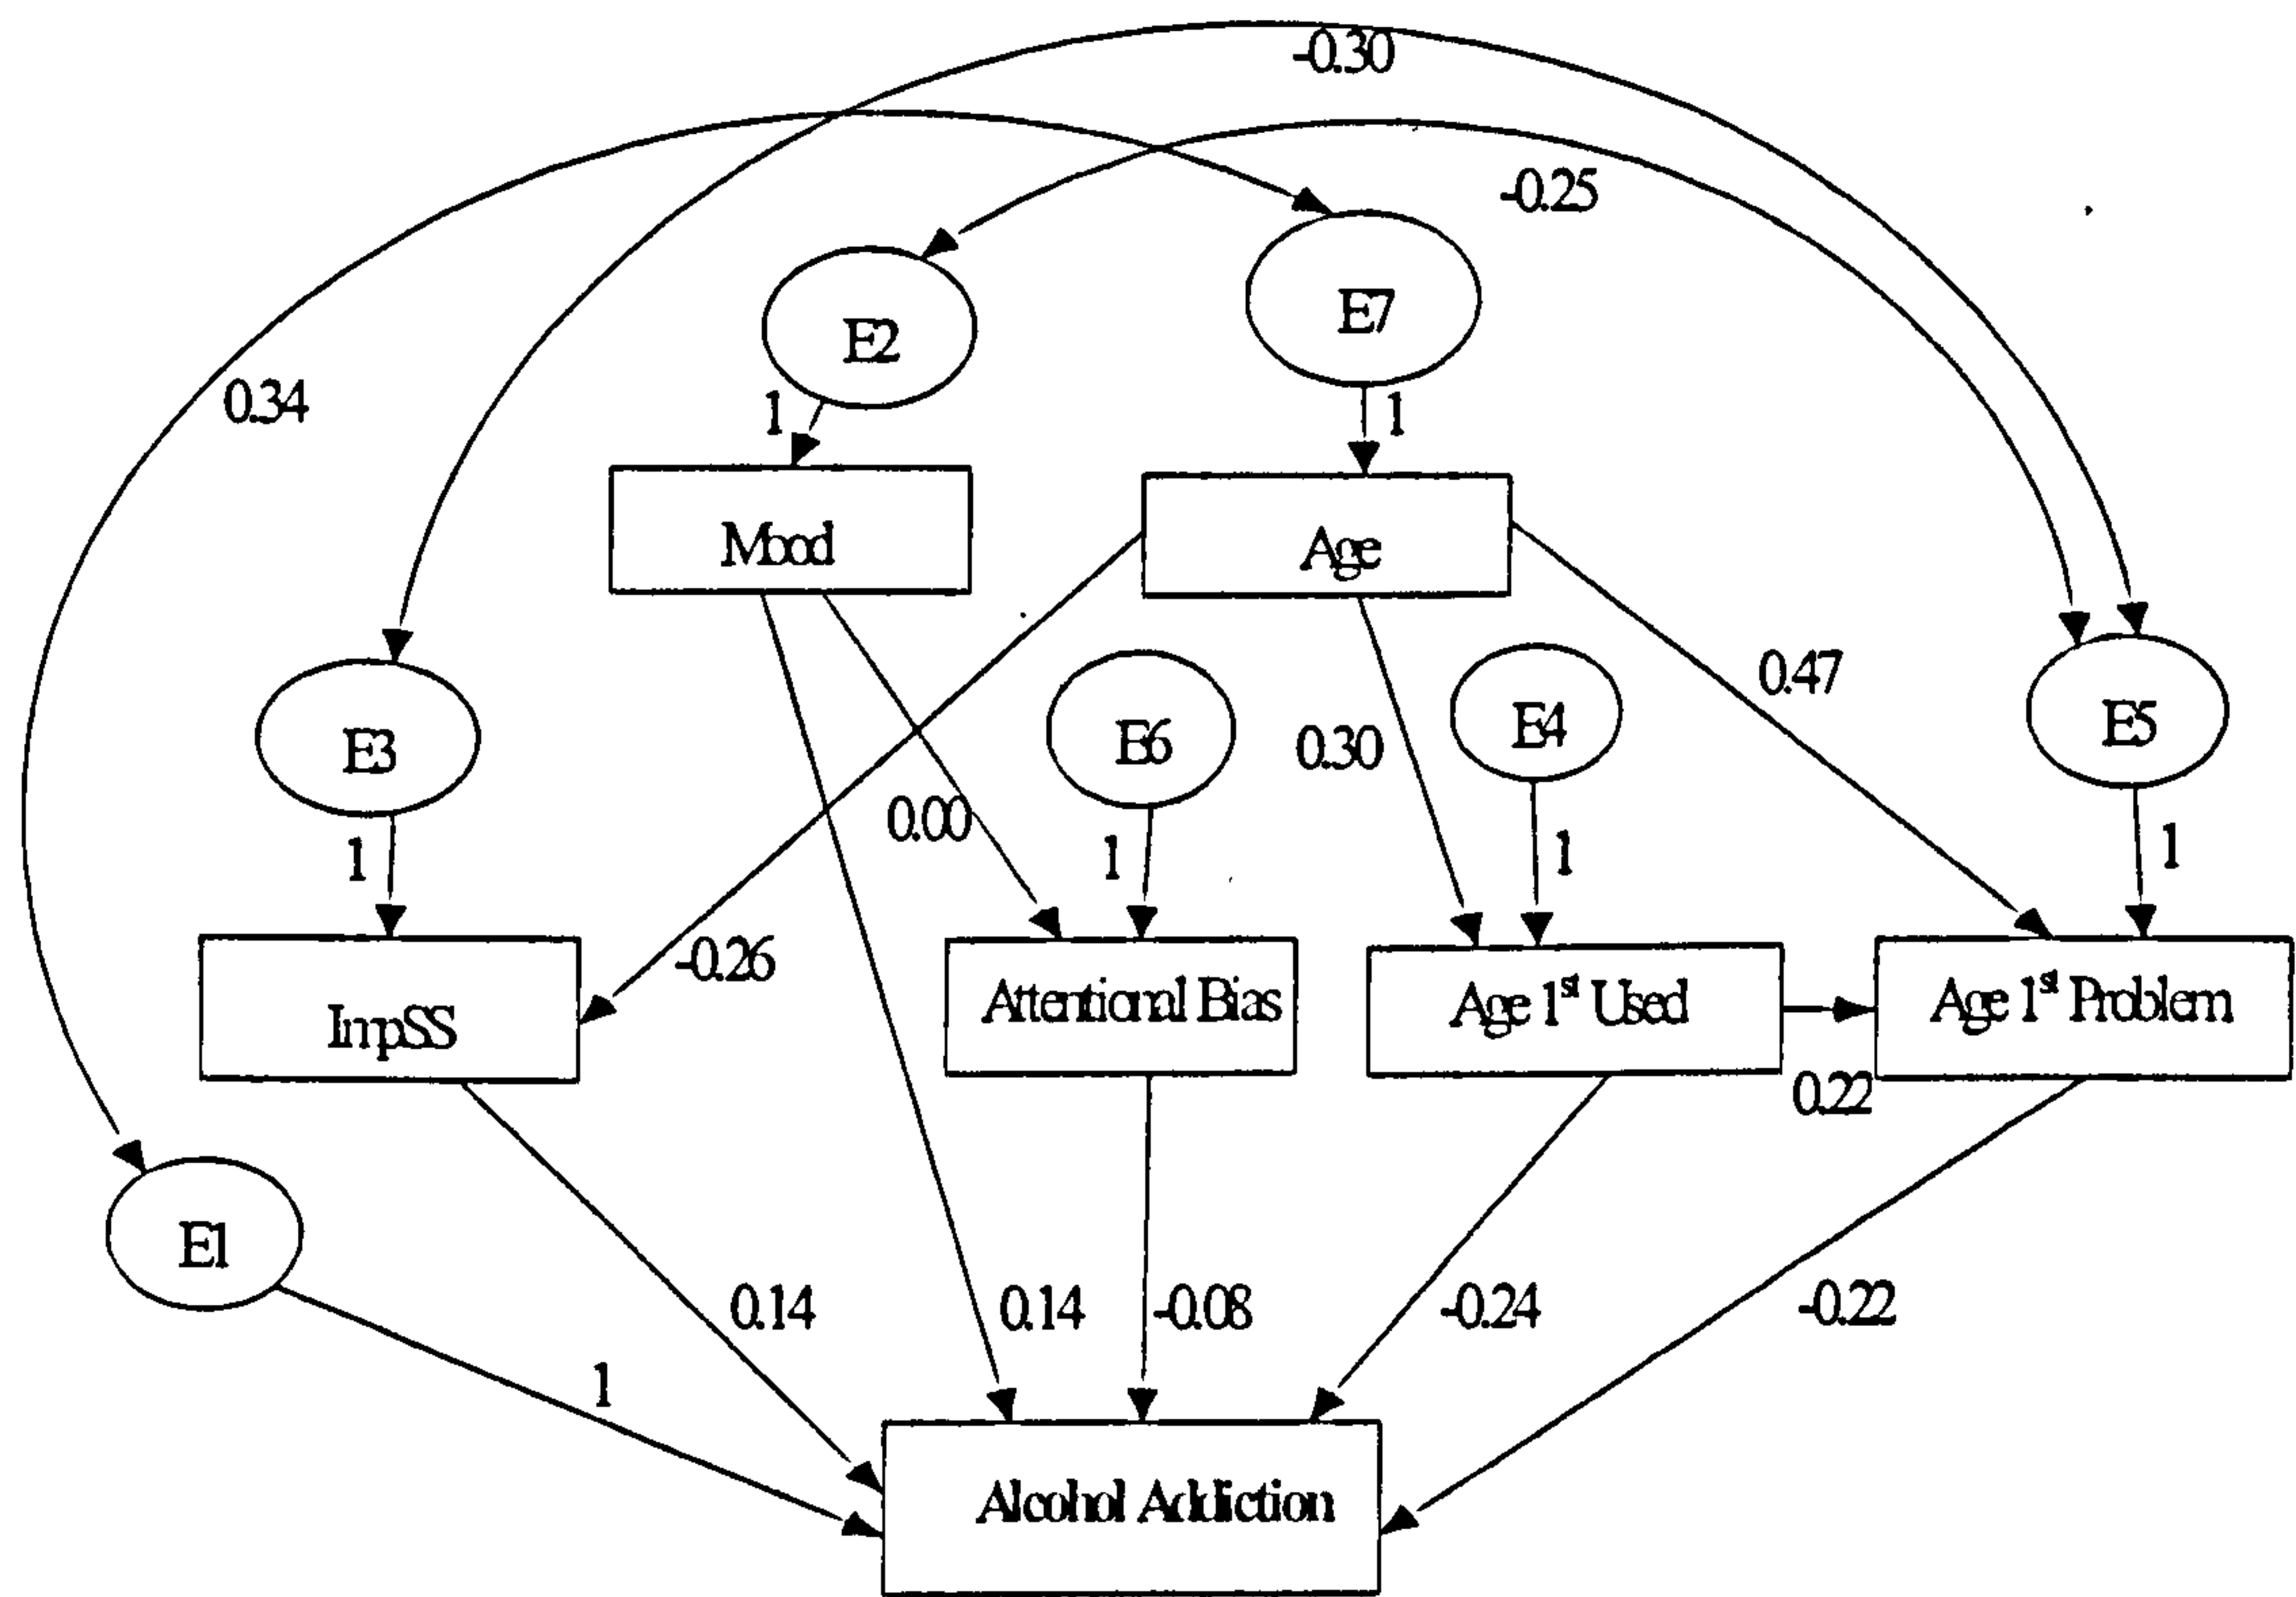 -0.30
-0.25
E2
E7
0.34
1
1
Mood
Age
E3
E6
E4
E5
0.47
0.30
0.00
1
1
1
1
-0.26
ImpSS
Attentional Bias
Age 1st Used
Age 1st Problem
0.22
E1
0.14
0.14
-0.08
-0.24
-0.22
1
Alcohol Addiction